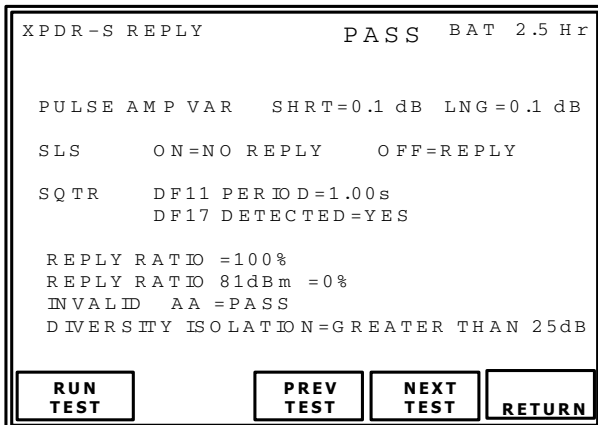 XPDR-S REPLY PASS BAT 2.5 Hr
PULSE AMP VAR SHRT=0.1 dB LNG=0.1 dB
SLS ON=NO REPLY OFF=REPLY
SQTR DF11 PERIOD=1.00s
DF17 DETECTED=YES
REPLY RATIO =100%
REPLY RATIO 81dBm =0%
INVALID AA =PASS
DIVERSITY ISOLATION=GREATER THAN 25dB
RUN TEST PREV TEST NEXT TEST RETURN